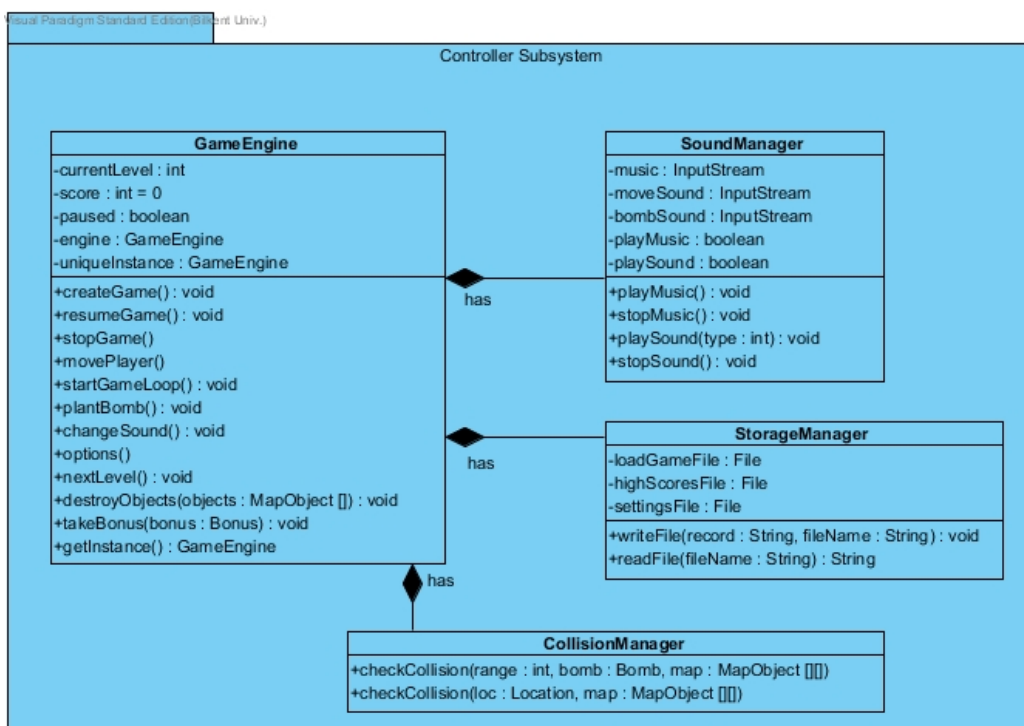 Visual Paradigm Standard Edition(Bilkent Univ.)
Controller Subsystem
GameEngine
-currentLevel : int
-score : int = 0
-paused : boolean
-engine : GameEngine
-uniqueInstance : GameEngine
+createGame() : void
+resumeGame() : void
+stopGame()
+movePlayer()
+startGameLoop() : void
+plantBomb() : void
+changeSound() : void
+options()
+nextLevel() : void
+destroyObjects(objects : MapObject []) : void
+takeBonus(bonus : Bonus) : void
+getInstance() : GameEngine
has
SoundManager
-music : InputStream
-moveSound : InputStream
-bombSound : InputStream
-playMusic : boolean
-playSound : boolean
+playMusic() : void
+stopMusic() : void
+playSound(type : int) : void
+stopSound() : void
has
StorageManager
-loadGameFile : File
-highScoresFile : File
-settingsFile : File
+writeFile(record : String, fileName : String) : void
+readFile(fileName : String) : String
has
CollisionManager
+checkCollision(range : int, bomb : Bomb, map : MapObject [][])
+checkCollision(loc : Location, map : MapObject [][])